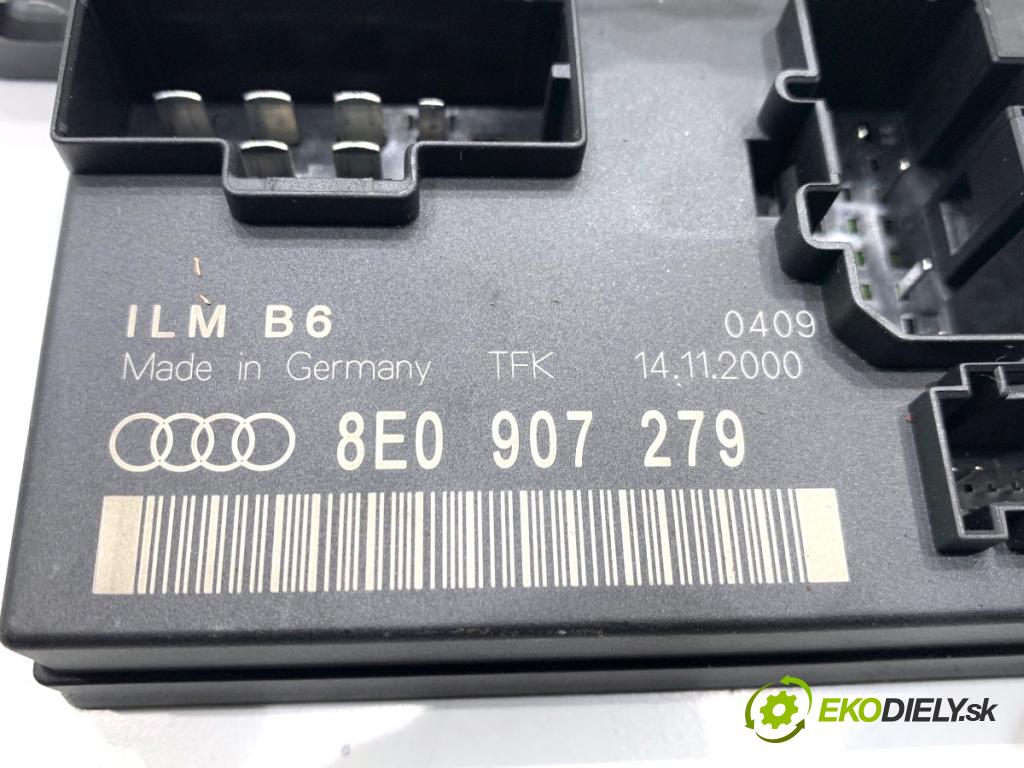 ILM B6 0409
Made in Germany TFK 14.11.2000
8E0 907 279
EKODIELY.sk